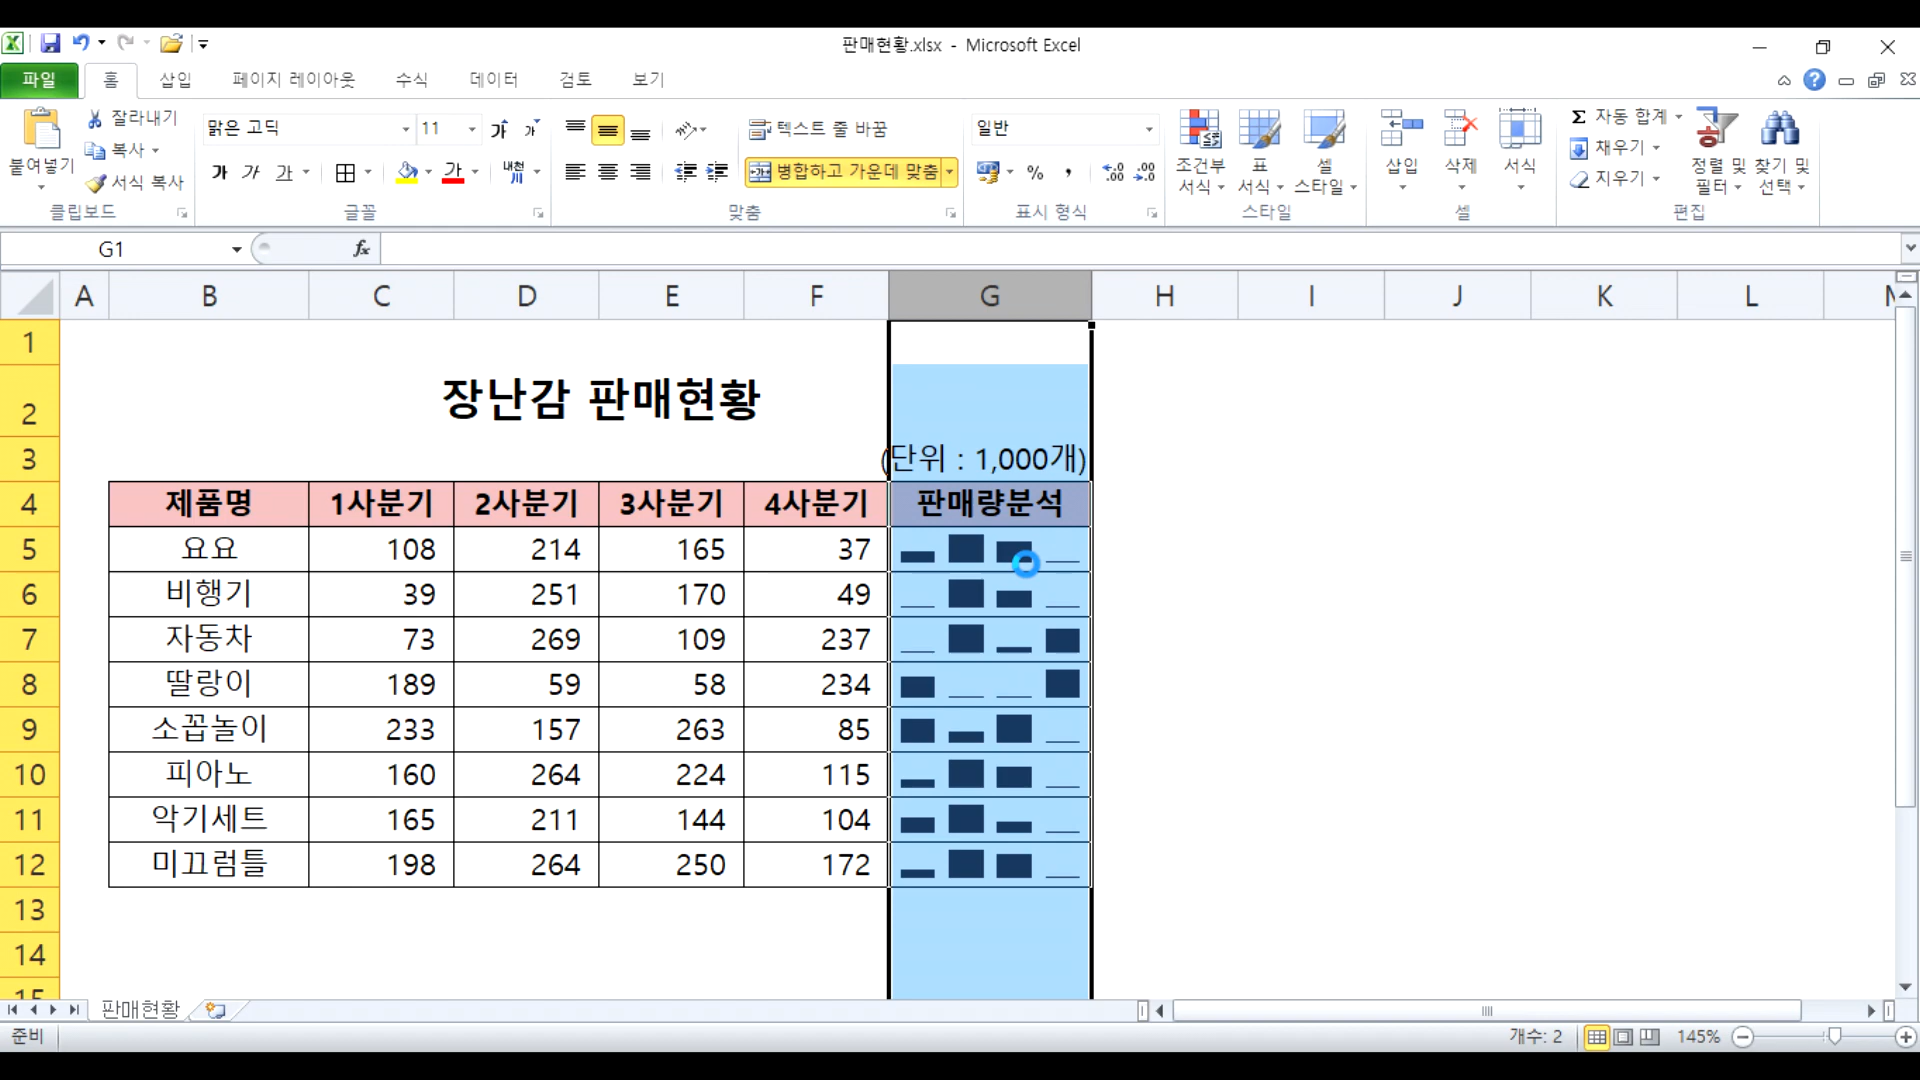 판매현황.xlsx - Microsoft Excel
파일 홈 삽입 페이지 레이아웃 수식 데이터 검토 보기
붙여넣기
잘라내기
복사
서식 복사
클립보드
맑은 고딕 11
가 가 가 가 내천
글꼴
텍스트 줄 바꿈
병합하고 가운데 맞춤
맞춤
일반
% ,
표시 형식
조건부 서식
표 서식
셀 스타일
스타일
삽입 삭제 서식
셀
Σ 자동 합계
채우기
지우기
정렬 및 필터
찾기 및 선택
편집
G1 fx
A B C D E F G H I J K L
1
2 장난감 판매현황
3 (단위 : 1,000개)
4 제품명 1사분기 2사분기 3사분기 4사분기 판매량분석
5 요요 108 214 165 37
6 비행기 39 251 170 49
7 자동차 73 269 109 237
8 딸랑이 189 59 58 234
9 소꼽놀이 233 157 263 85
10 피아노 160 264 224 115
11 악기세트 165 211 144 104
12 미끄럼틀 198 264 250 172
13
14
15
판매현황
준비 개수: 2 145%